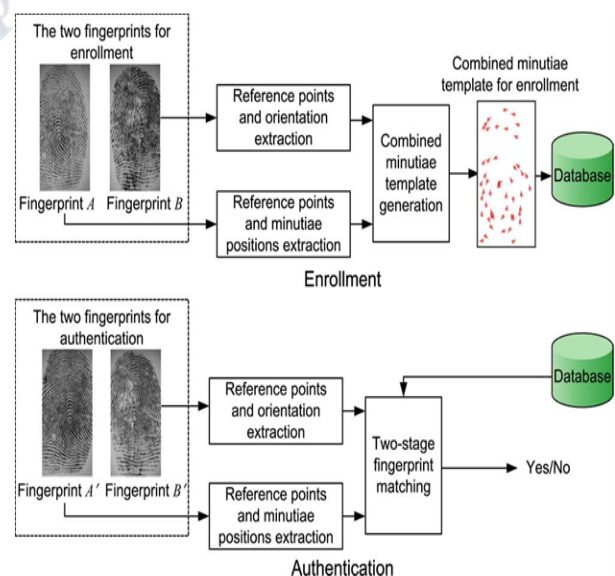 The two fingerprints for
enrollment
Fingerprint A
Fingerprint B
Reference points
and orientation
extraction
Reference points
and minutiae
positions extraction
Combined
minutiae
template
generation
Combined minutiae
template for enrollment
Database
Enrollment
The two fingerprints for
authentication
Fingerprint A′
Fingerprint B′
Reference points
and orientation
extraction
Reference points
and minutiae
positions extraction
Two-stage
fingerprint
matching
Database
Yes/No
Authentication